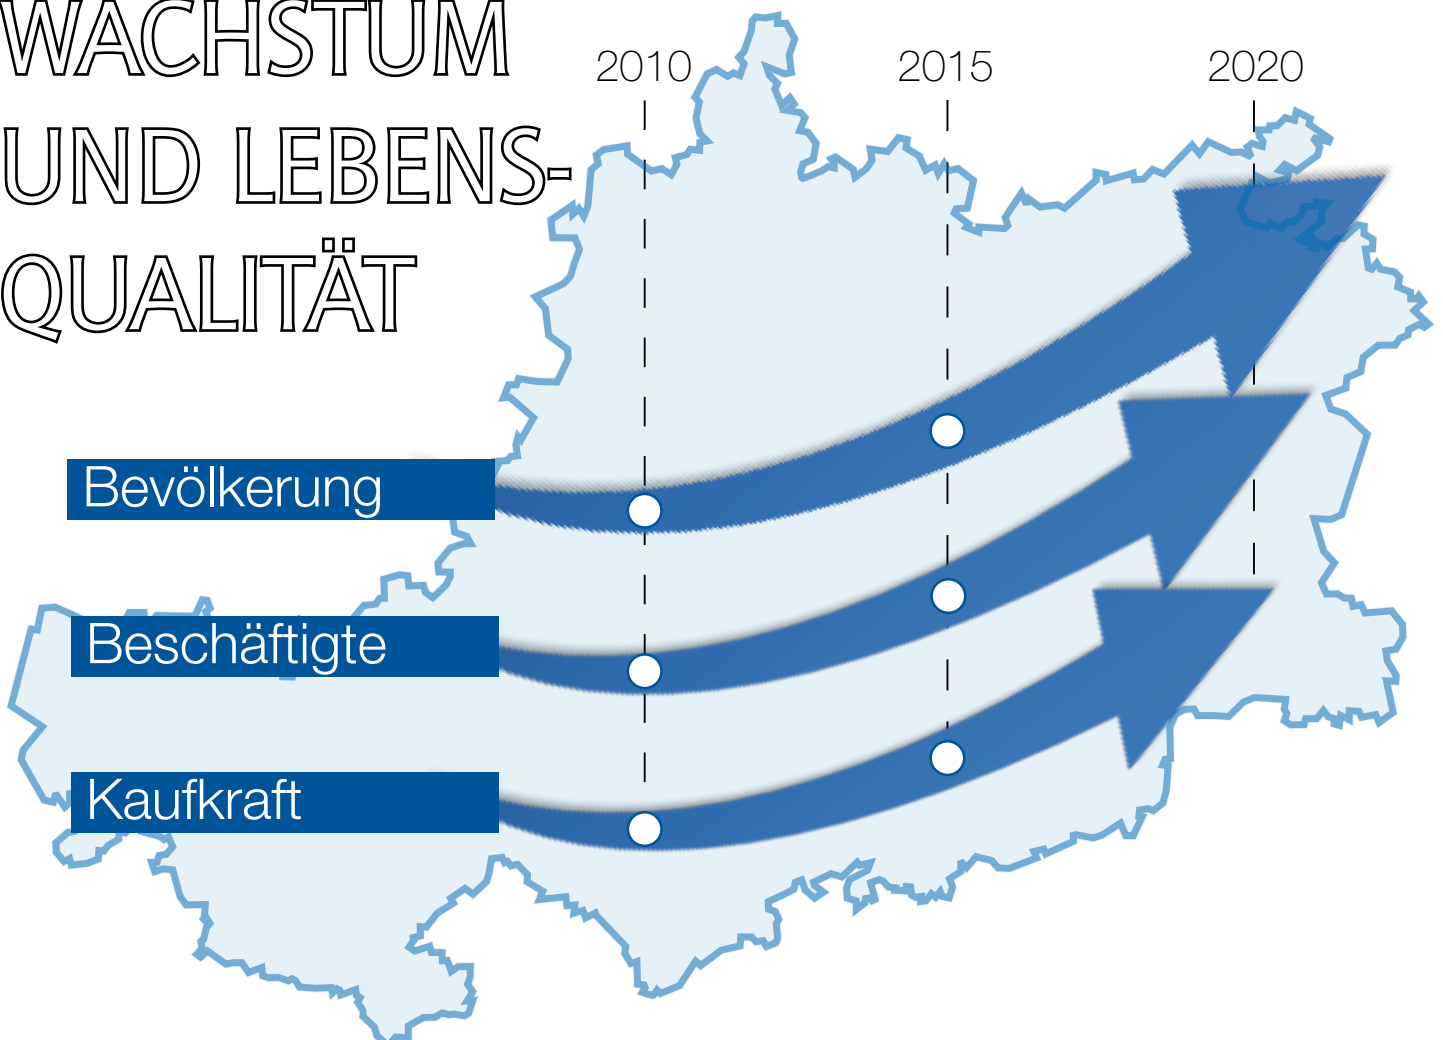 WACHSTUM
UND LEBENS-
QUALITÄT
2010 2015 2020
Bevölkerung
Beschäftigte
Kaufkraft